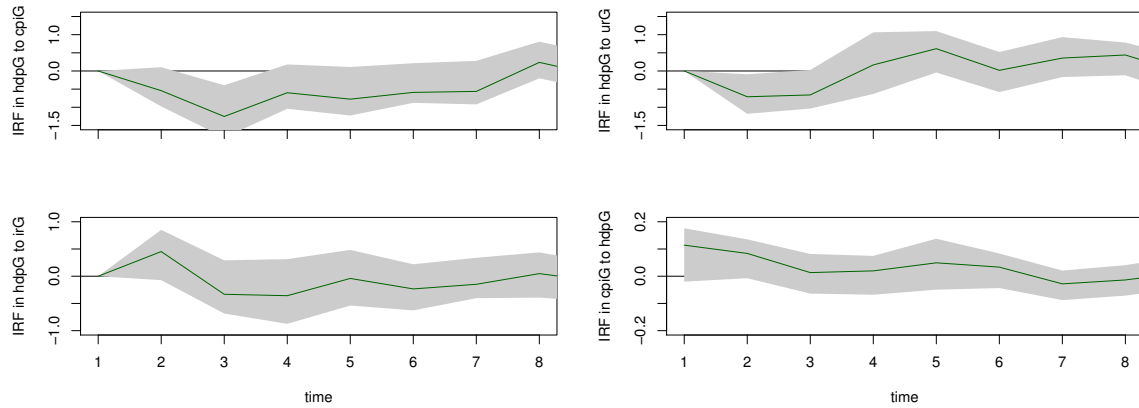 IRF in hdpG to cpiG
1.0
0.0
−1.5
IRF in hdpG to urG
1.0
0.0
−1.5
IRF in hdpG to irG
1.0
0.0
−1.0
1 2 3 4 5 6 7 8
time
IRF in cpiG to hdpG
0.2
0.0
−0.2
1 2 3 4 5 6 7 8
time